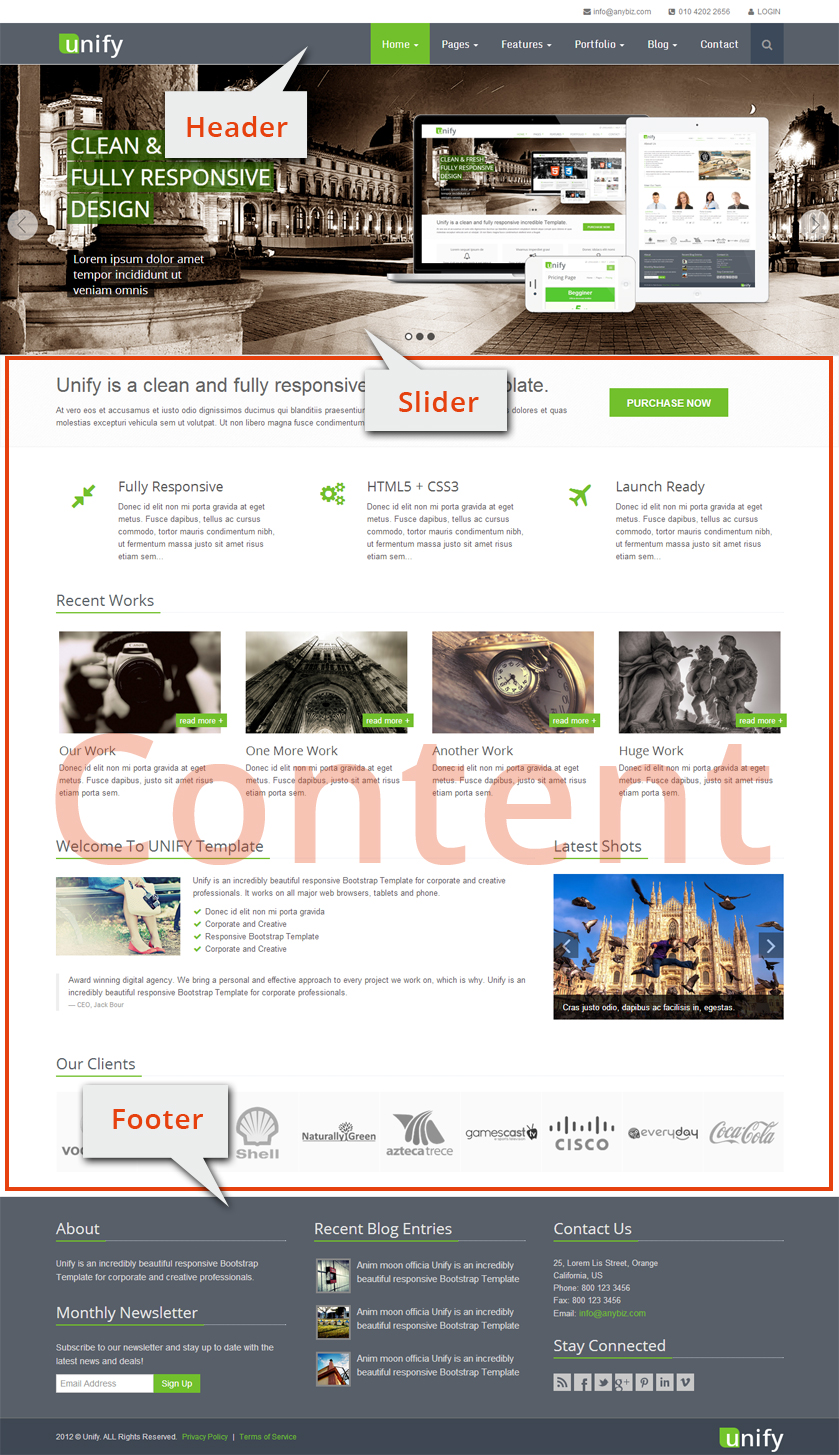 info@anybiz.com 010 4202 2656 LOGIN
unify Home Pages Features Portfolio Blog Contact
Header
CLEAN &
FULLY RESPONSIVE
DESIGN
Lorem ipsum dolor amet
tempor incididunt ut
veniam omnis
unify
CLEAN & FRESH
FULLY RESPONSIVE
DESIGN
Unify is a clean and fully responsive incredible Template.
unify
Pricing Page
Begginer
Slider
Unify is a clean and fully responsive plate.
At vero eos et accusamus et iusto odio dignissimos ducimus qui blanditiis praesentium dolores et quas
molestias excepturi vehicula sem ut volutpat. Ut non libero magna fusce condimentum
PURCHASE NOW
Fully Responsive
Donec id elit non mi porta gravida at eget
metus. Fusce dapibus, tellus ac cursus
commodo, tortor mauris condimentum nibh,
ut fermentum massa justo sit amet risus
etiam sem...
HTML5 + CSS3
Donec id elit non mi porta gravida at eget
metus. Fusce dapibus, tellus ac cursus
commodo, tortor mauris condimentum nibh,
ut fermentum massa justo sit amet risus
etiam sem...
Launch Ready
Donec id elit non mi porta gravida at eget
metus. Fusce dapibus, tellus ac cursus
commodo, tortor mauris condimentum nibh,
ut fermentum massa justo sit amet risus
etiam sem...
Recent Works
read more +
Our Work
Donec id elit non mi porta gravida at eget
metus. Fusce dapibus, justo sit amet risus
etiam porta sem.
read more +
One More Work
Donec id elit non mi porta gravida at eget
metus. Fusce dapibus, justo sit amet risus
etiam porta sem.
read more +
Another Work
Donec id elit non mi porta gravida at eget
metus. Fusce dapibus, justo sit amet risus
etiam porta sem.
read more +
Huge Work
Donec id elit non mi porta gravida at eget
metus. Fusce dapibus, justo sit amet risus
etiam porta sem.
Content
Welcome To UNIFY Template
Unify is an incredibly beautiful responsive Bootstrap Template for corporate and creative
professionals. It works on all major web browsers, tablets and phone.
Donec id elit non mi porta gravida
Corporate and Creative
Responsive Bootstrap Template
Corporate and Creative
Award winning digital agency. We bring a personal and effective approach to every project we work on, which is why. Unify is an
incredibly beautiful responsive Bootstrap Template for corporate professionals.
— CEO, Jack Bour
Latest Shots
Cras justo odio, dapibus ac facilisis in, egestas.
Our Clients
Footer
Shell
Naturally Green
azteca trece
gamescast tv
CISCO
everyday
Coca-Cola
About
Unify is an incredibly beautiful responsive Bootstrap
Template for corporate and creative professionals.
Monthly Newsletter
Subscribe to our newsletter and stay up to date with the
latest news and deals!
Email Address Sign Up
Recent Blog Entries
Anim moon officia Unify is an incredibly
beautiful responsive Bootstrap Template
Anim moon officia Unify is an incredibly
beautiful responsive Bootstrap Template
Anim moon officia Unify is an incredibly
beautiful responsive Bootstrap Template
Contact Us
25, Lorem Lis Street, Orange
California, US
Phone: 800 123 3456
Fax: 800 123 3456
Email: info@anybiz.com
Stay Connected
2012 © Unify. ALL Rights Reserved. Privacy Policy | Terms of Service
unify